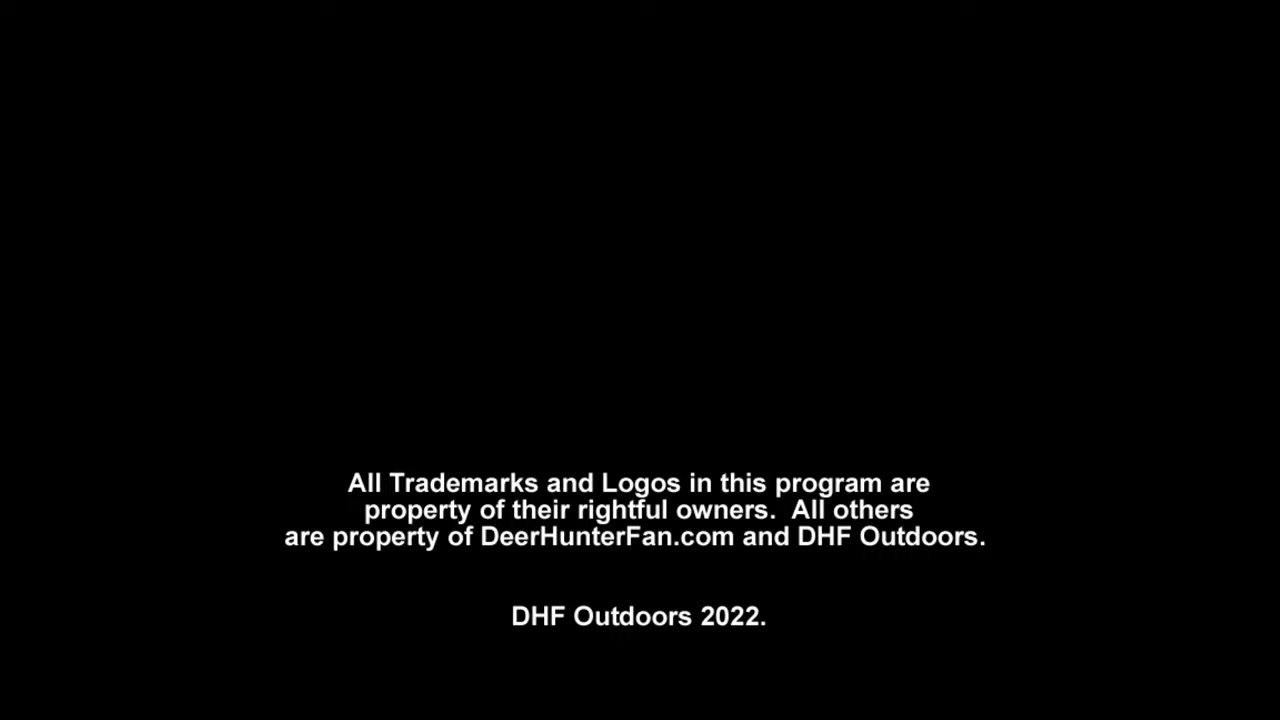 All Trademarks and Logos in this program are
property of their rightful owners.  All others
are property of DeerHunterFan.com and DHF Outdoors.
DHF Outdoors 2022.